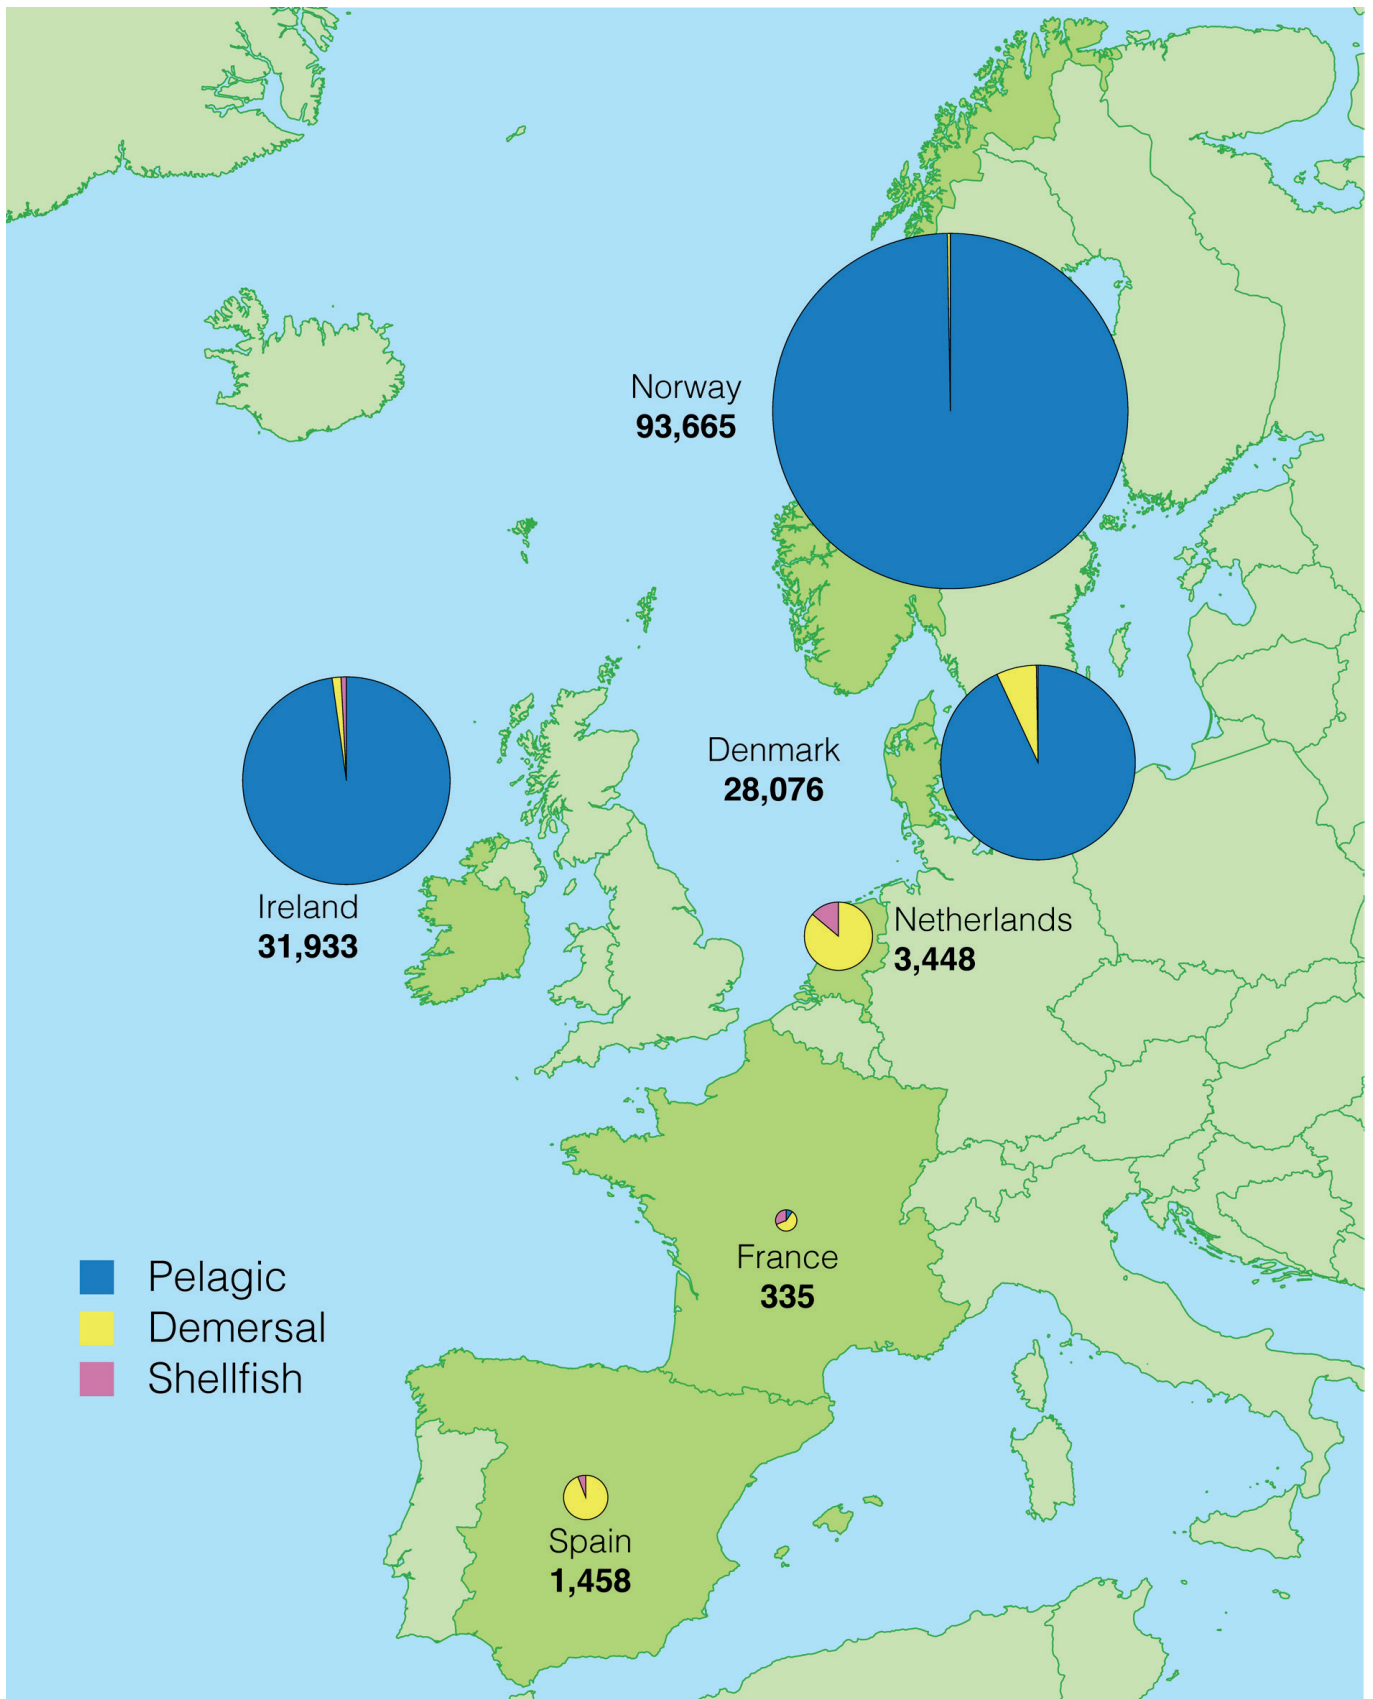 Norway
93,665
Denmark
28,076
Ireland
31,933
Netherlands
3,448
France
335
Pelagic
Demersal
Shellfish
Spain
1,458